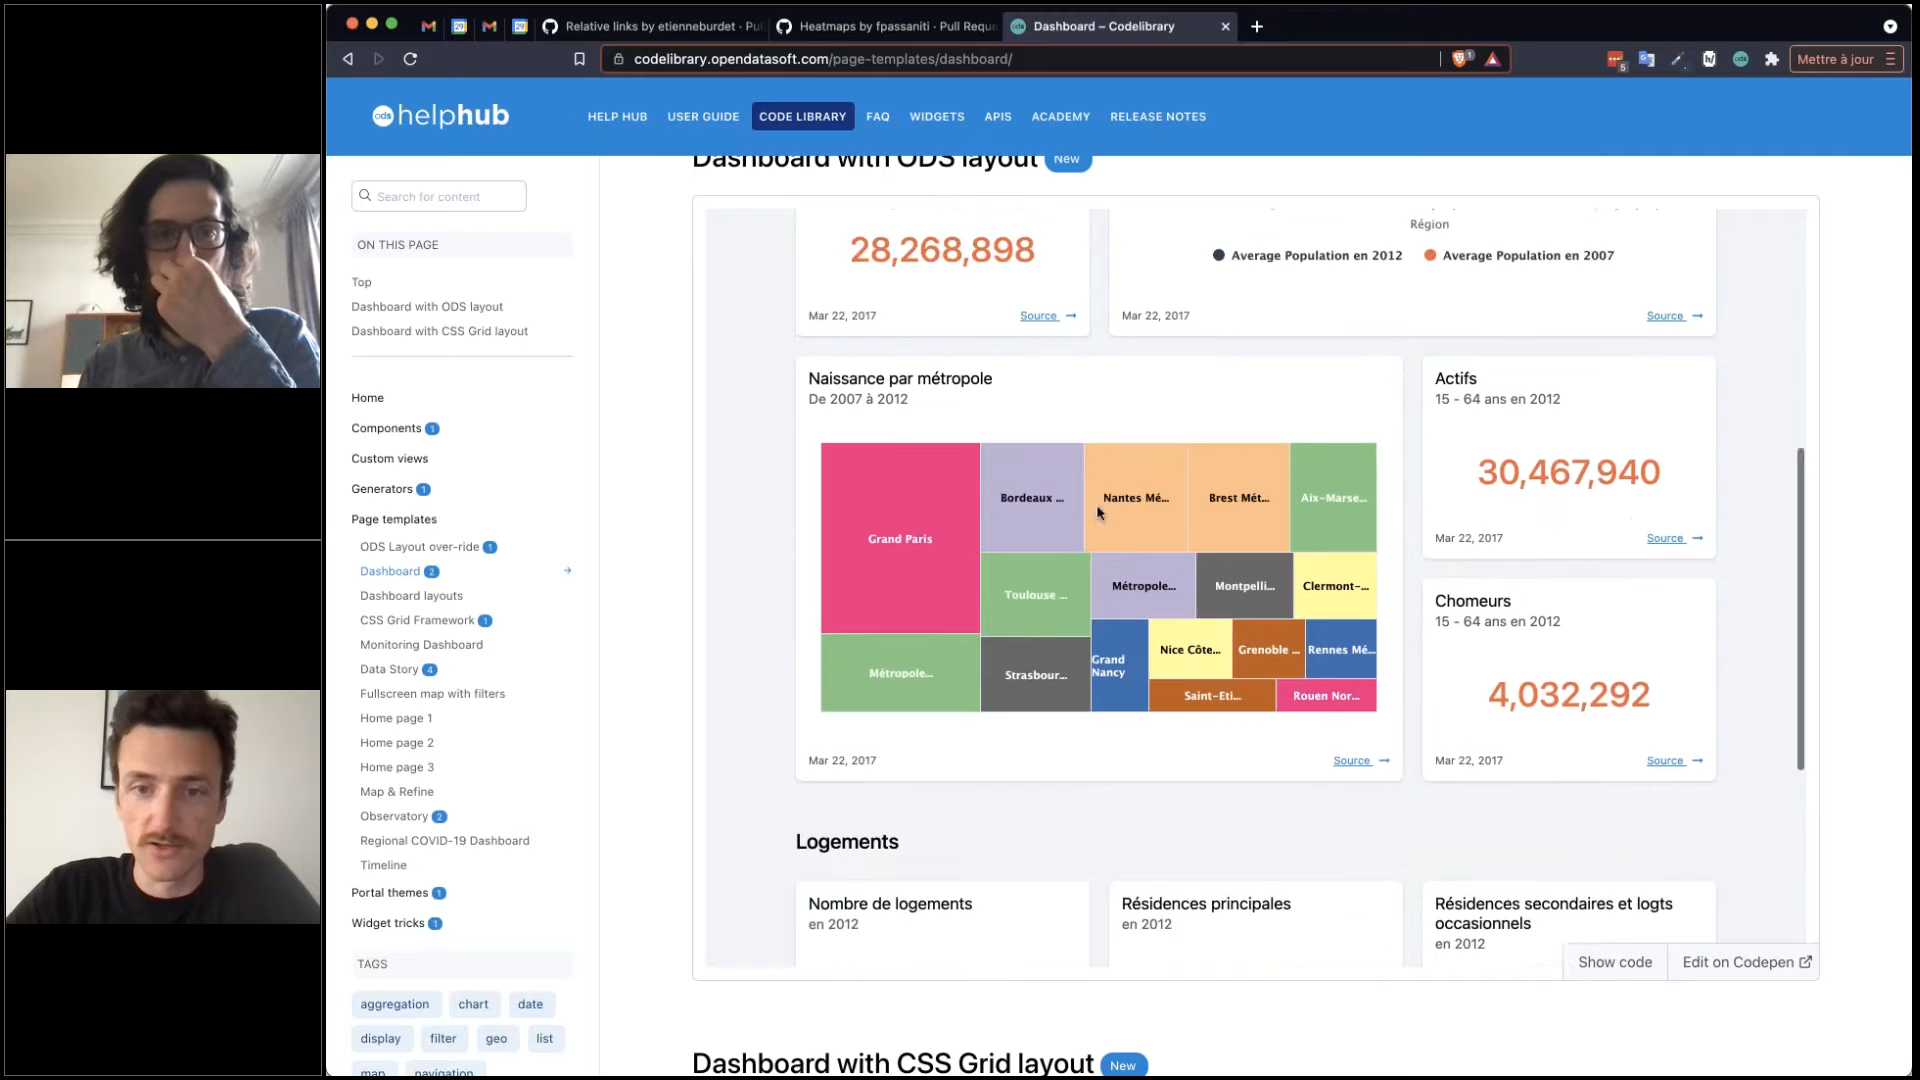 Relative links by etienneburdet · Pu
Heatmaps by fpassaniti · Pull Reque
Dashboard – Codelibrary
codelibrary.opendatasoft.com/page-templates/dashboard/
Mettre à jour
ods helphub
HELP HUB
USER GUIDE
CODE LIBRARY
FAQ
WIDGETS
APIS
ACADEMY
RELEASE NOTES
Search for content
ON THIS PAGE
Top
Dashboard with ODS layout
Dashboard with CSS Grid layout
Home
Components 1
Custom views
Generators 1
Page templates
ODS Layout over-ride 1
Dashboard 2
Dashboard layouts
CSS Grid Framework 1
Monitoring Dashboard
Data Story 4
Fullscreen map with filters
Home page 1
Home page 2
Home page 3
Map & Refine
Observatory 2
Regional COVID-19 Dashboard
Timeline
Portal themes 1
Widget tricks 1
TAGS
aggregation
chart
date
display
filter
geo
list
map
navigation
Dashboard with ODS layout New
28,268,898
Mar 22, 2017
Source
Région
Average Population en 2012
Average Population en 2007
Mar 22, 2017
Source
Naissance par métropole
De 2007 à 2012
Grand Paris
Bordeaux ...
Nantes Mé...
Brest Mét...
Aix-Marse...
Toulouse ...
Métropole...
Montpelli...
Clermont-...
Métropole...
Strasbour...
Grand
Nancy
Nice Côte...
Grenoble ...
Rennes Mé...
Saint-Eti...
Rouen Nor...
Mar 22, 2017
Source
Actifs
15 - 64 ans en 2012
30,467,940
Mar 22, 2017
Source
Chomeurs
15 - 64 ans en 2012
4,032,292
Mar 22, 2017
Source
Logements
Nombre de logements
en 2012
Résidences principales
en 2012
Résidences secondaires et logts
occasionnels
en 2012
Show code
Edit on Codepen
Dashboard with CSS Grid layout New